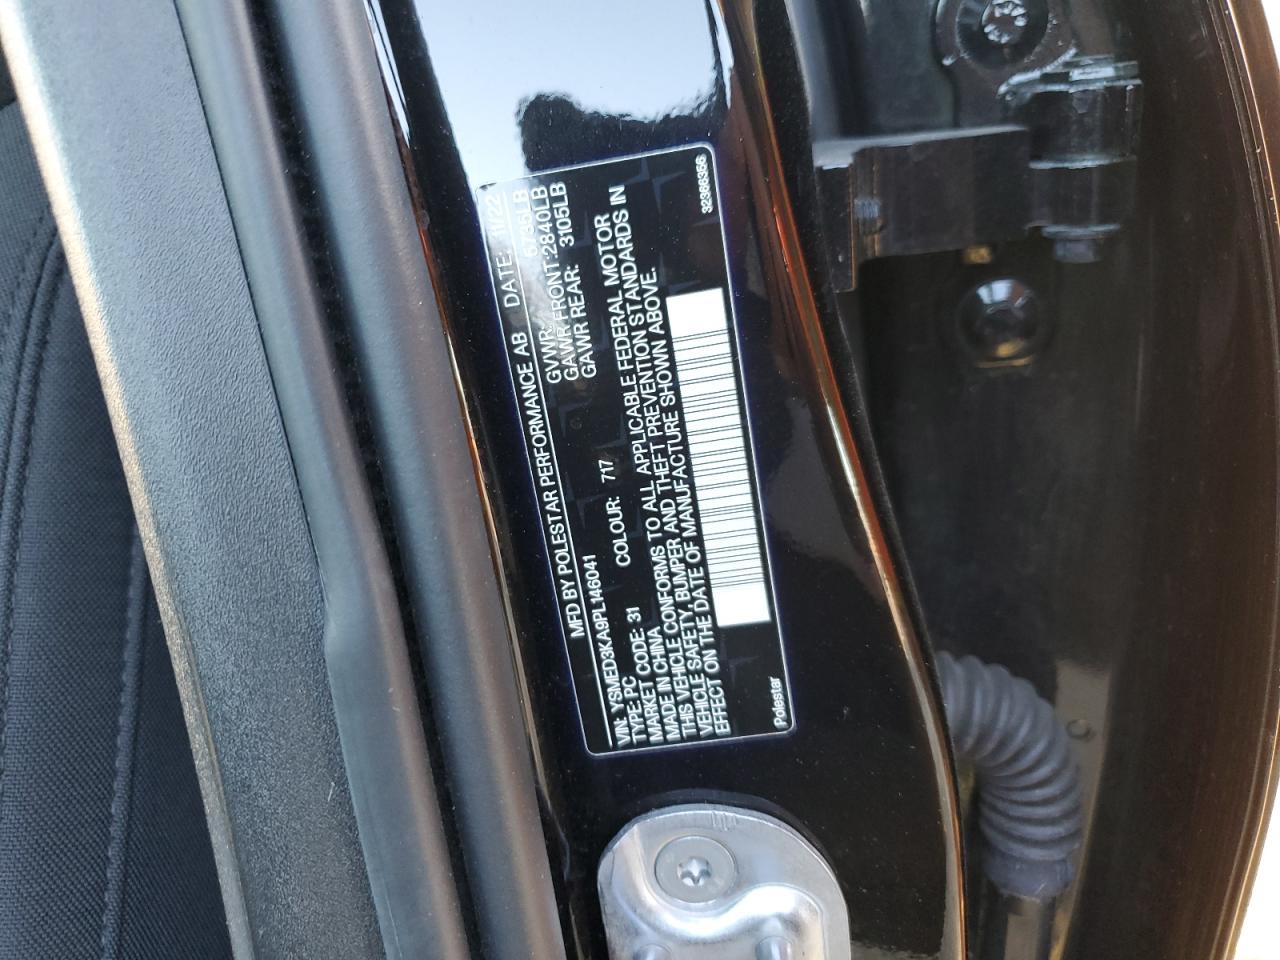 MFD BY POLESTAR PERFORMANCE AB DATE: 11/22
GVWR: 5735LB
GAWR FRONT: 2840LB
GAWR REAR: 3105LB
VIN: YSMED3KA9PL146041
TYPE: PC COLOUR: 717
MARKET CODE: 31
MADE IN CHINA
THIS VEHICLE CONFORMS TO ALL APPLICABLE FEDERAL MOTOR
VEHICLE SAFETY, BUMPER AND THEFT PREVENTION STANDARDS IN
EFFECT ON THE DATE OF MANUFACTURE SHOWN ABOVE.
Polestar 32366356